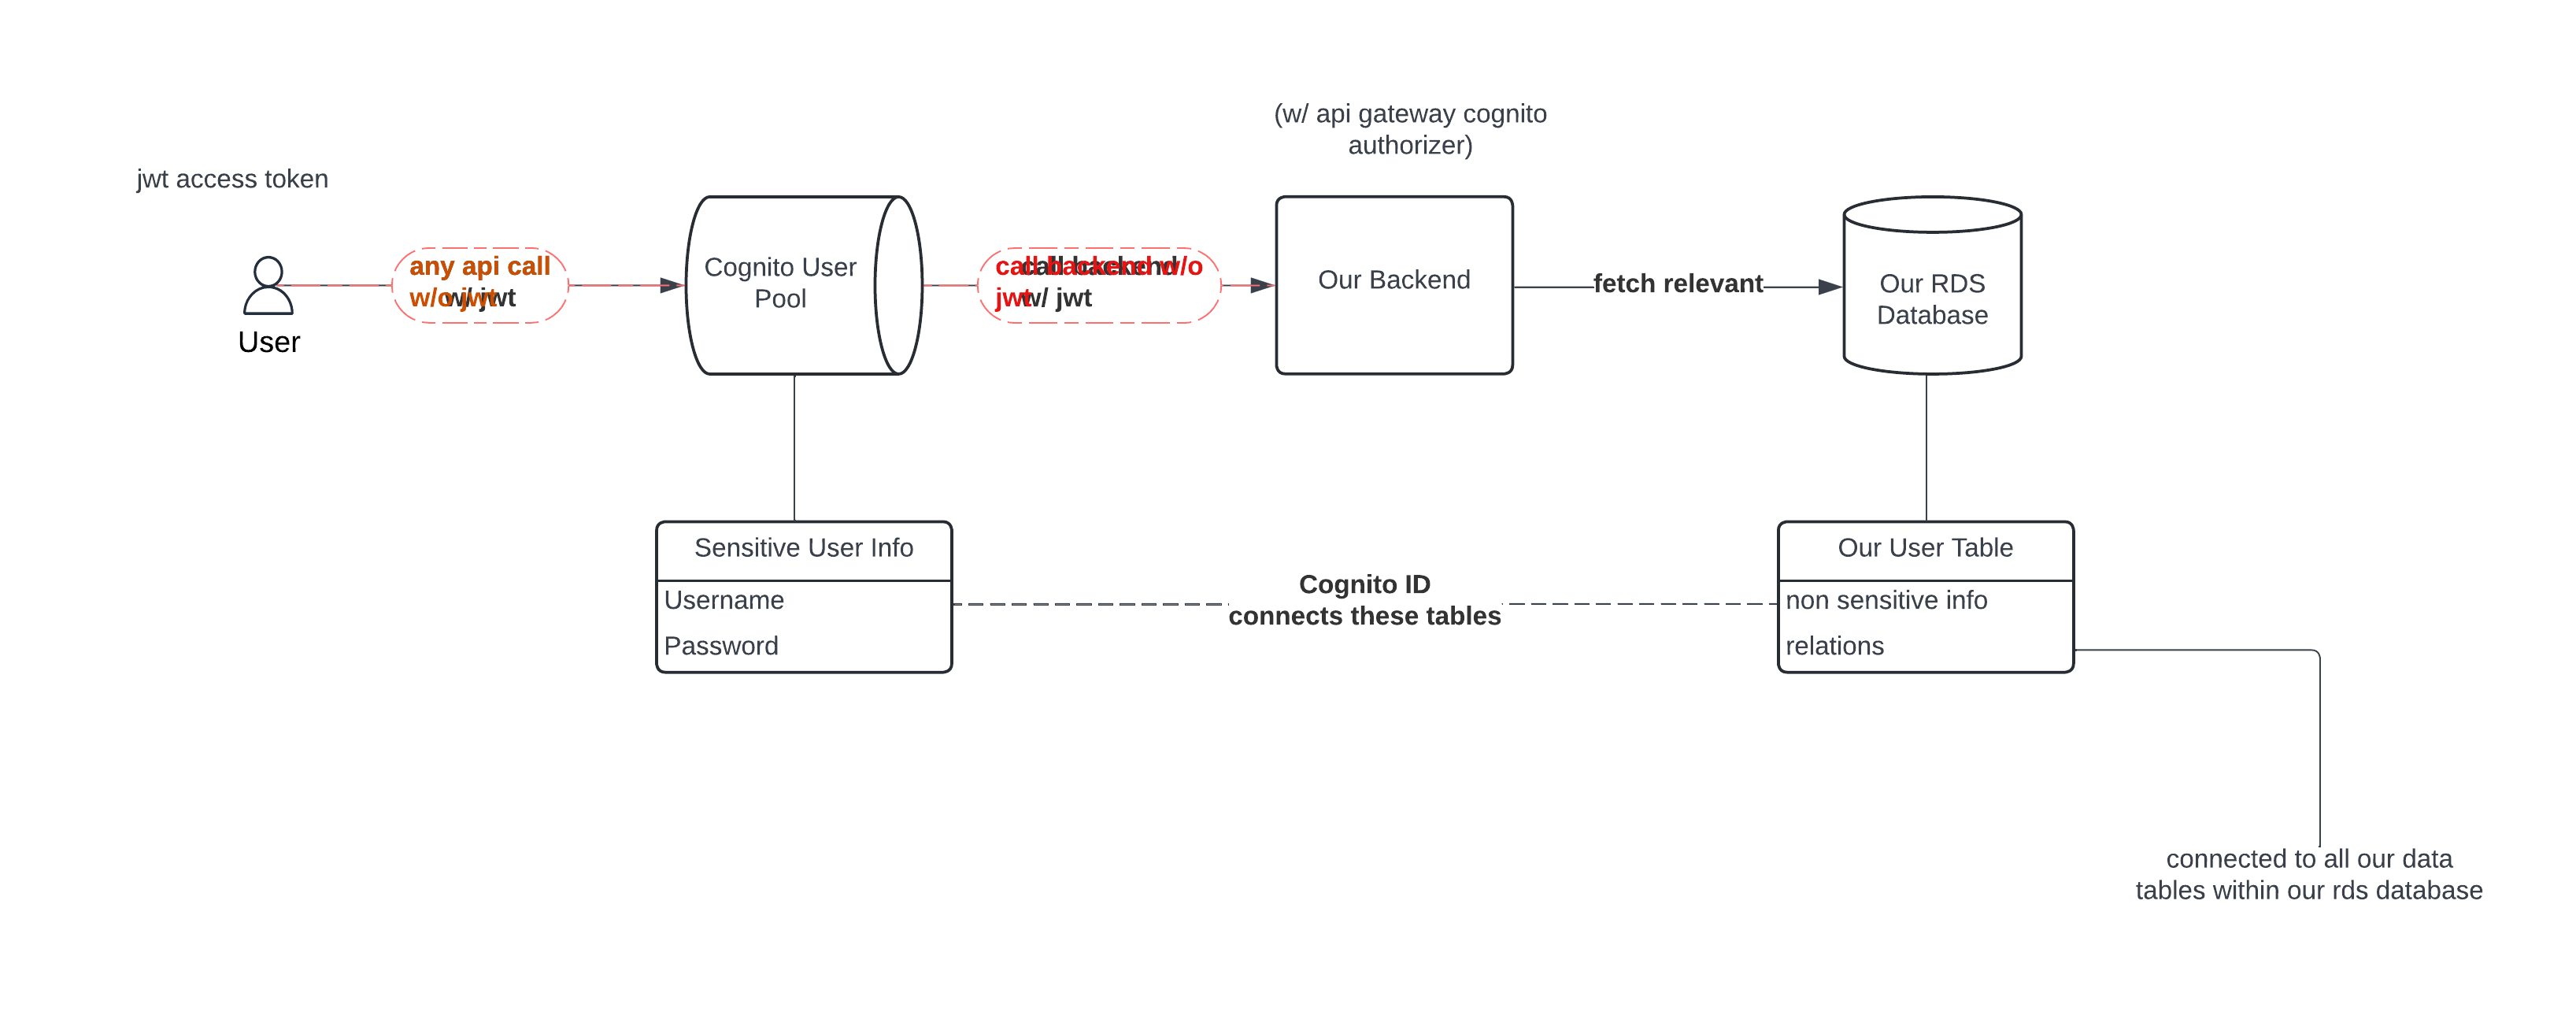 (w/ api gateway cognito
authorizer)
jwt access token
any api call
w/o jwt
w/ jwt
User
Cognito User
Pool
call backend w/o
jwt
call backend
w/ jwt
Our Backend
fetch relevant
Our RDS
Database
Sensitive User Info
Username
Password
Cognito ID
connects these tables
Our User Table
non sensitive info
relations
connected to all our data
tables within our rds database